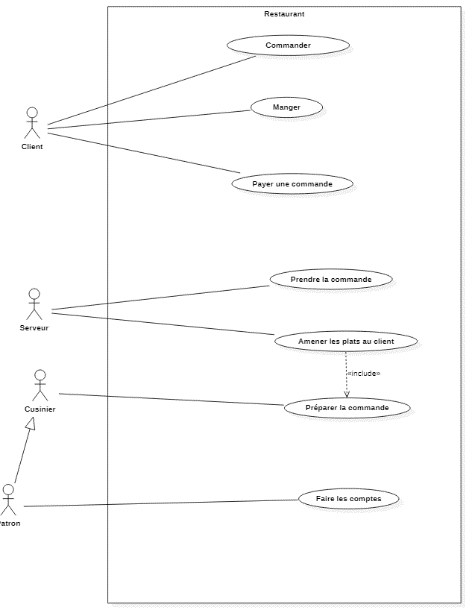 Restaurant
Commander
Manger
Client
Payer une commande
Prendre la commande
Serveur
Amener les plats au client
«include»
Cusinier
Préparer la commande
Faire les comptes
atron